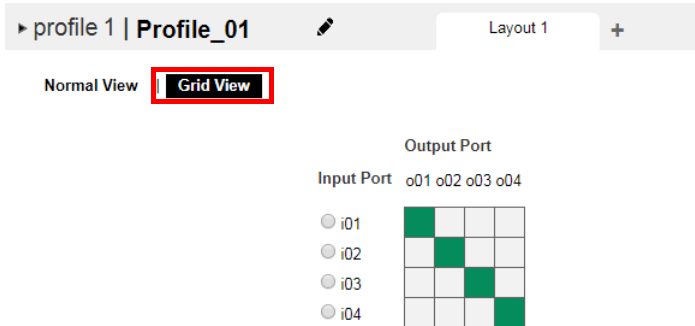 profile 1 | Profile_01
Layout 1
+
Normal View | Grid View
Output Port
Input Port o01 o02 o03 o04
i01
i02
i03
i04